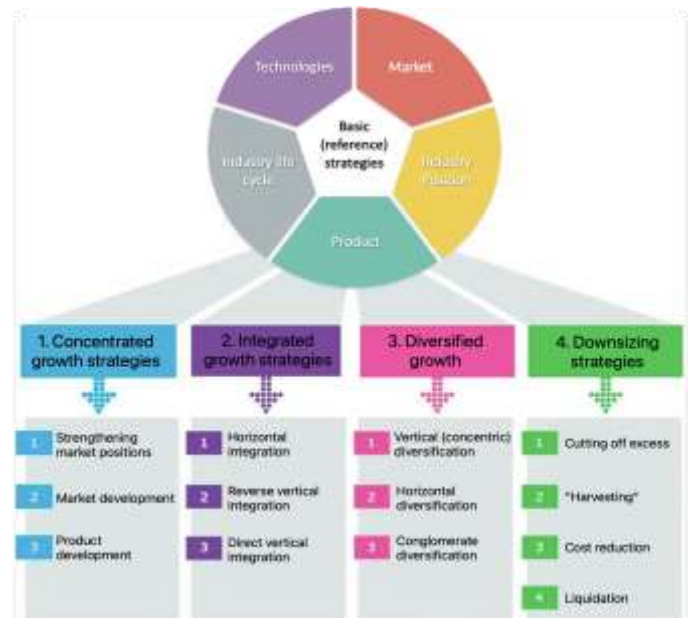 Technologies
Market
Basic
(reference)
strategies
Industry life
cycle
Industry
Position
Product
1. Concentrated
growth strategies
2. Integrated
growth strategies
3. Diversified
growth
4. Downsizing
strategies
1 Strengthening
market positions
2 Market development
3 Product
development
1 Horizontal
integration
2 Reverse vertical
integration
3 Direct vertical
integration
1 Vertical (concentric)
diversification
2 Horizontal
diversification
3 Conglomerate
diversification
1 Cutting off excess
2 "Harvesting"
3 Cost reduction
4 Liquidation